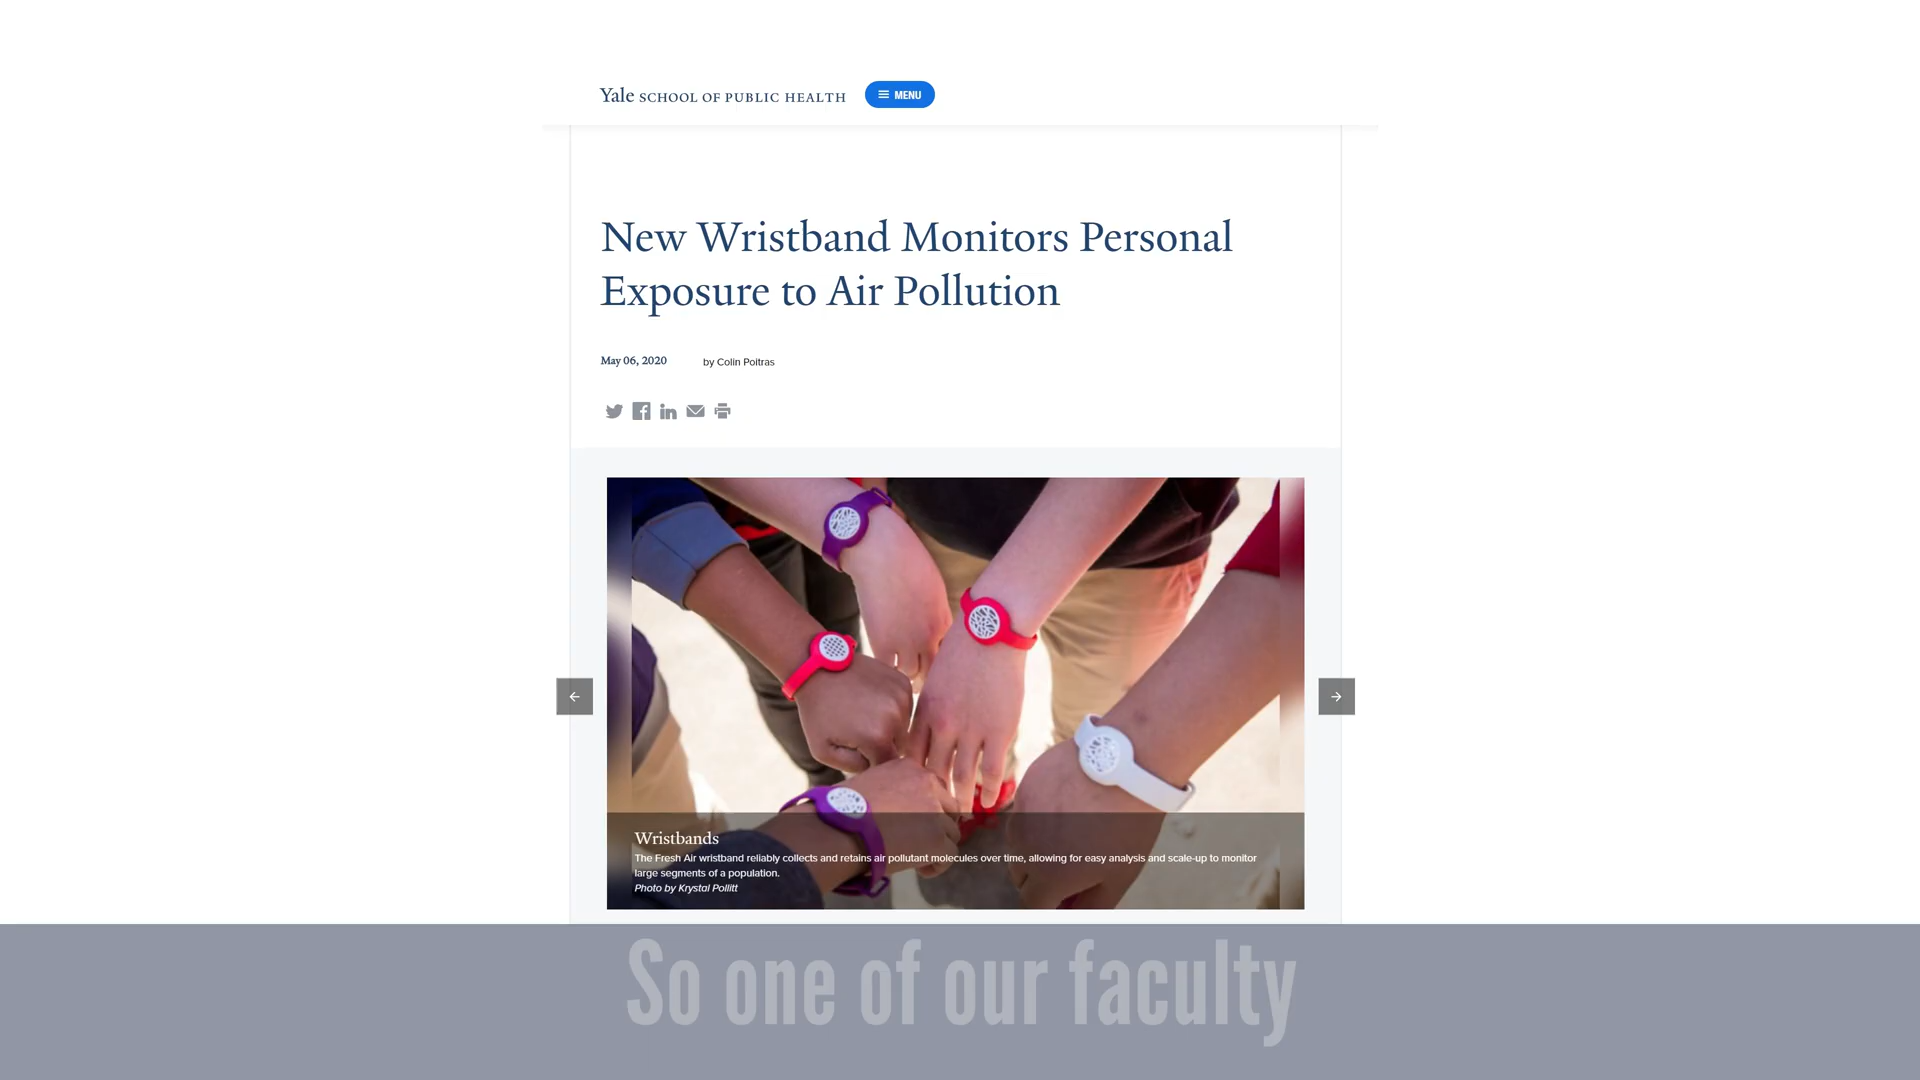 Yale SCHOOL OF PUBLIC HEALTH
MENU
New Wristband Monitors Personal
Exposure to Air Pollution
May 06, 2020
by Colin Poitras
Wristbands
The Fresh Air wristband reliably collects and retains air pollutant molecules over time, allowing for easy analysis and scale-up to monitor
large segments of a population.
Photo by Krystal Pollitt
So one of our faculty